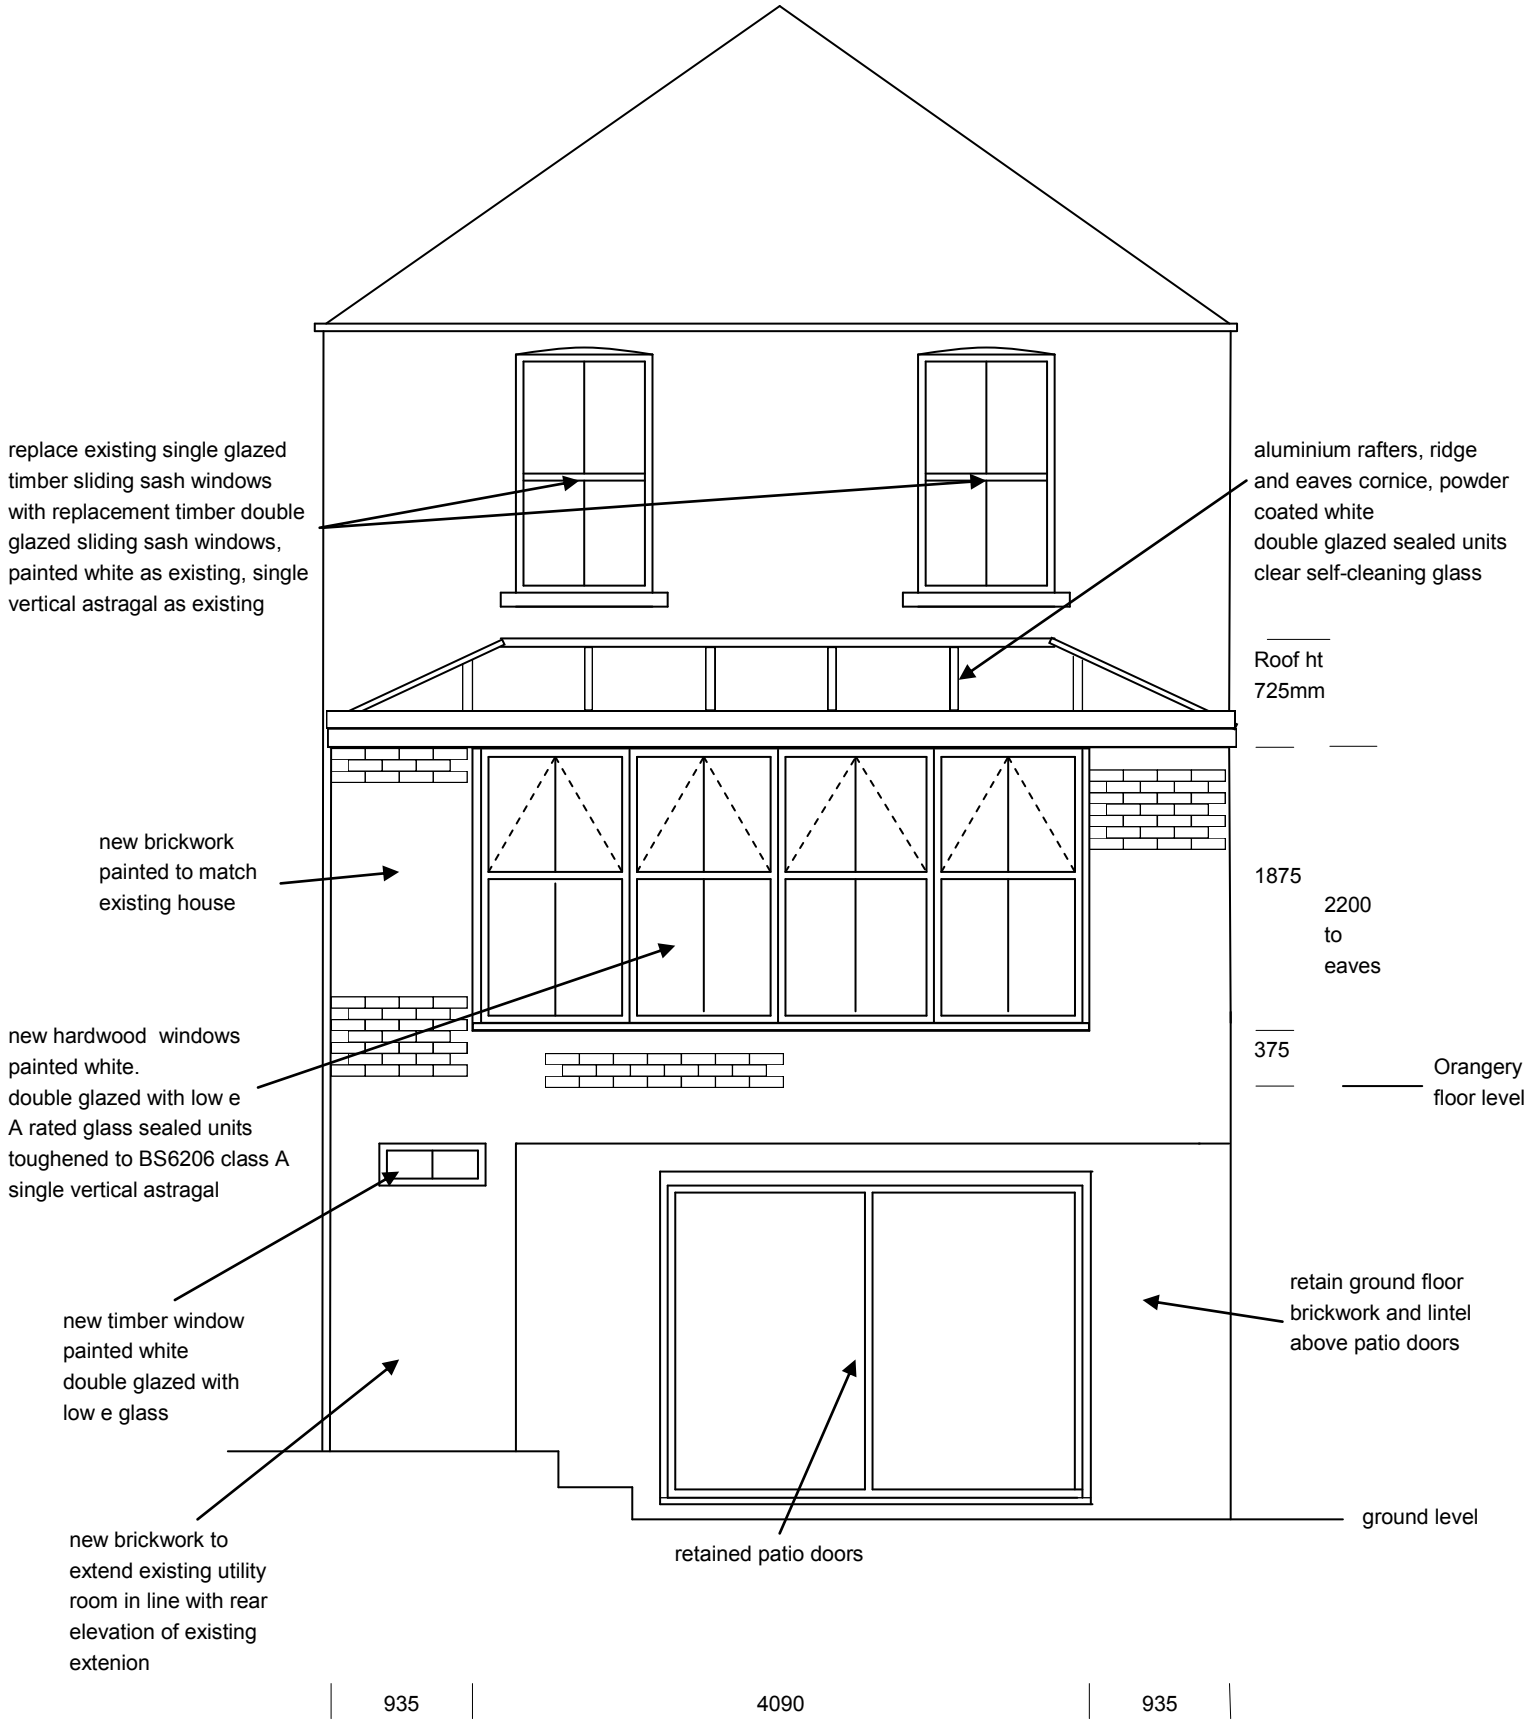 replace existing single glazed
timber sliding sash windows
with replacement timber double
glazed sliding sash windows,
painted white as existing, single
vertical astragal as existing
aluminium rafters, ridge
and eaves cornice, powder
coated white
double glazed sealed units
clear self-cleaning glass
Roof ht
725mm
new brickwork
painted to match
existing house
1875
2200
to
eaves
new hardwood windows
painted white.
double glazed with low e
A rated glass sealed units
toughened to BS6206 class A
single vertical astragal
375
Orangery
floor level
new timber window
painted white
double glazed with
low e glass
retain ground floor
brickwork and lintel
above patio doors
new brickwork to
extend existing utility
room in line with rear
elevation of existing
extenion
retained patio doors
ground level
935
4090
935